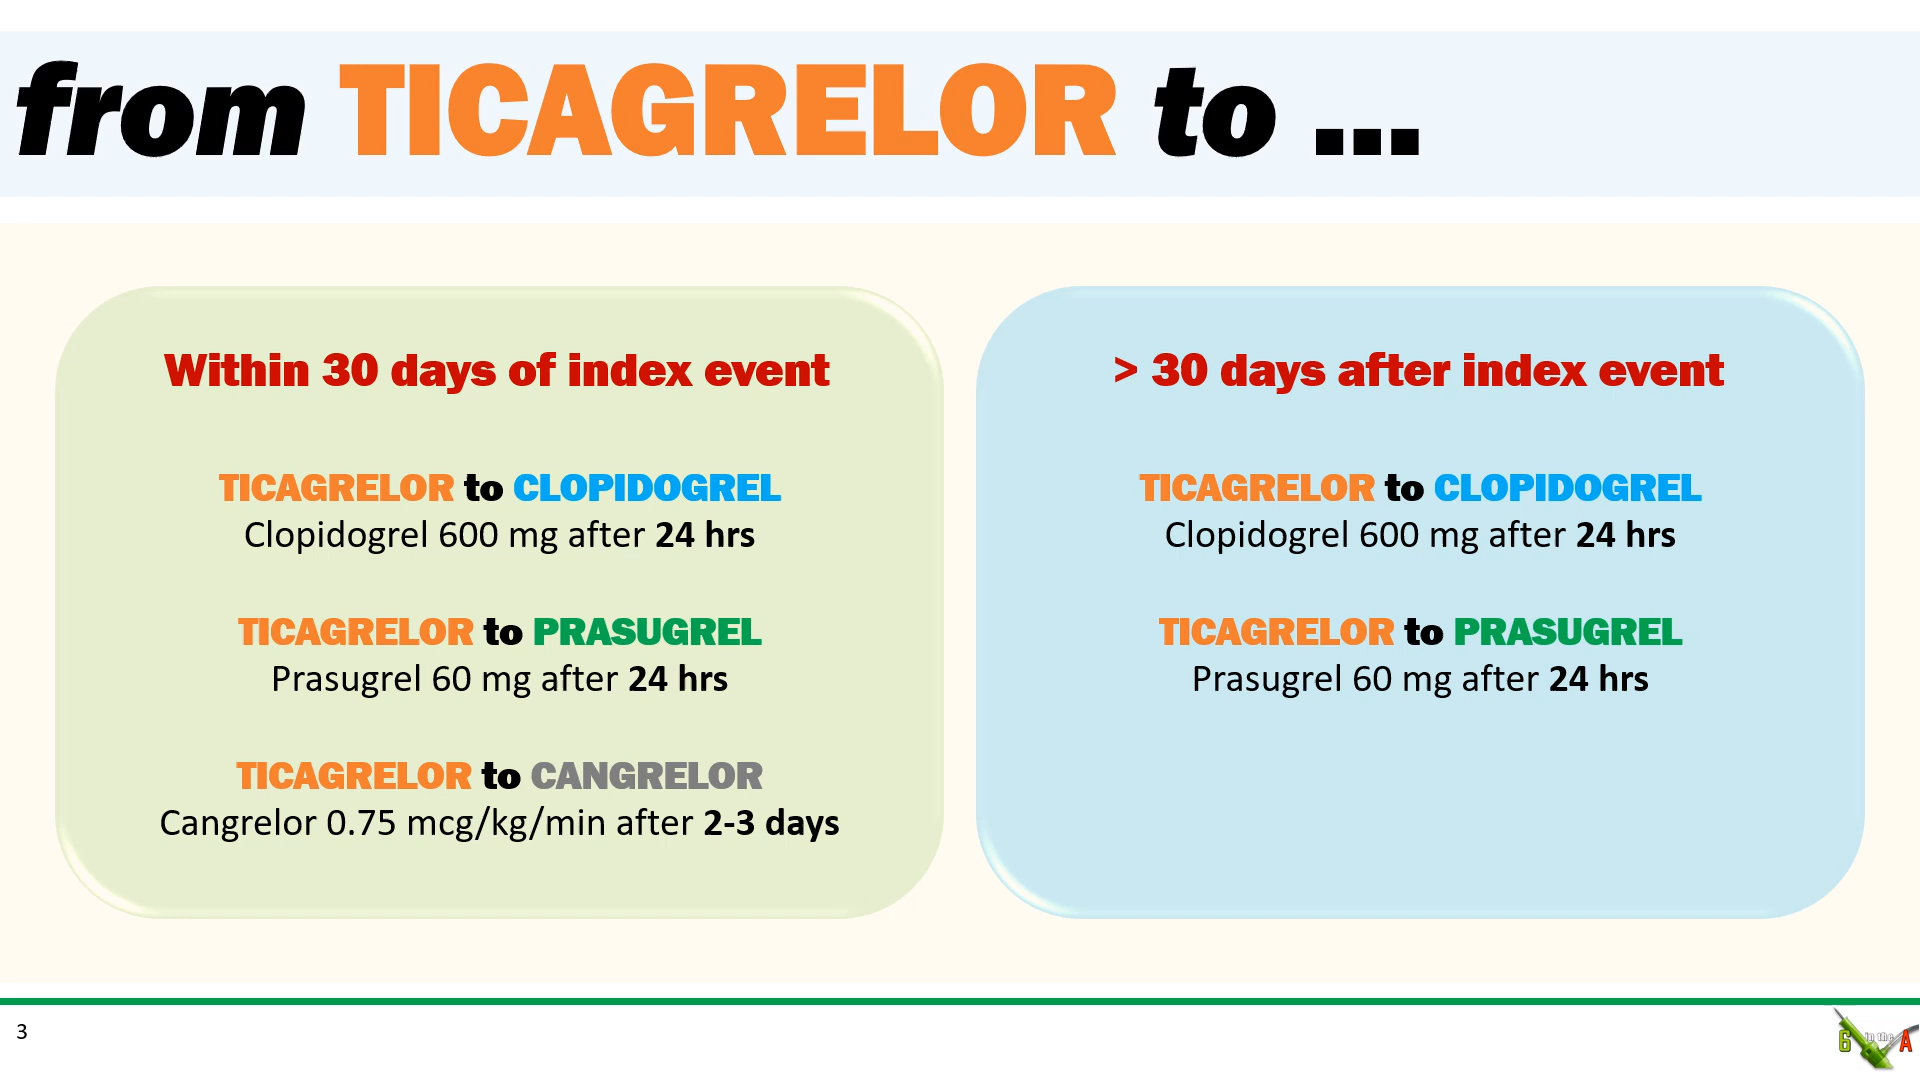 from TICAGRELOR to ...
Within 30 days of index event
TICAGRELOR to CLOPIDOGREL
Clopidogrel 600 mg after 24 hrs
TICAGRELOR to PRASUGREL
Prasugrel 60 mg after 24 hrs
TICAGRELOR to CANGRELOR
Cangrelor 0.75 mcg/kg/min after 2-3 days
> 30 days after index event
TICAGRELOR to CLOPIDOGREL
Clopidogrel 600 mg after 24 hrs
TICAGRELOR to PRASUGREL
Prasugrel 60 mg after 24 hrs
3
6 in the A